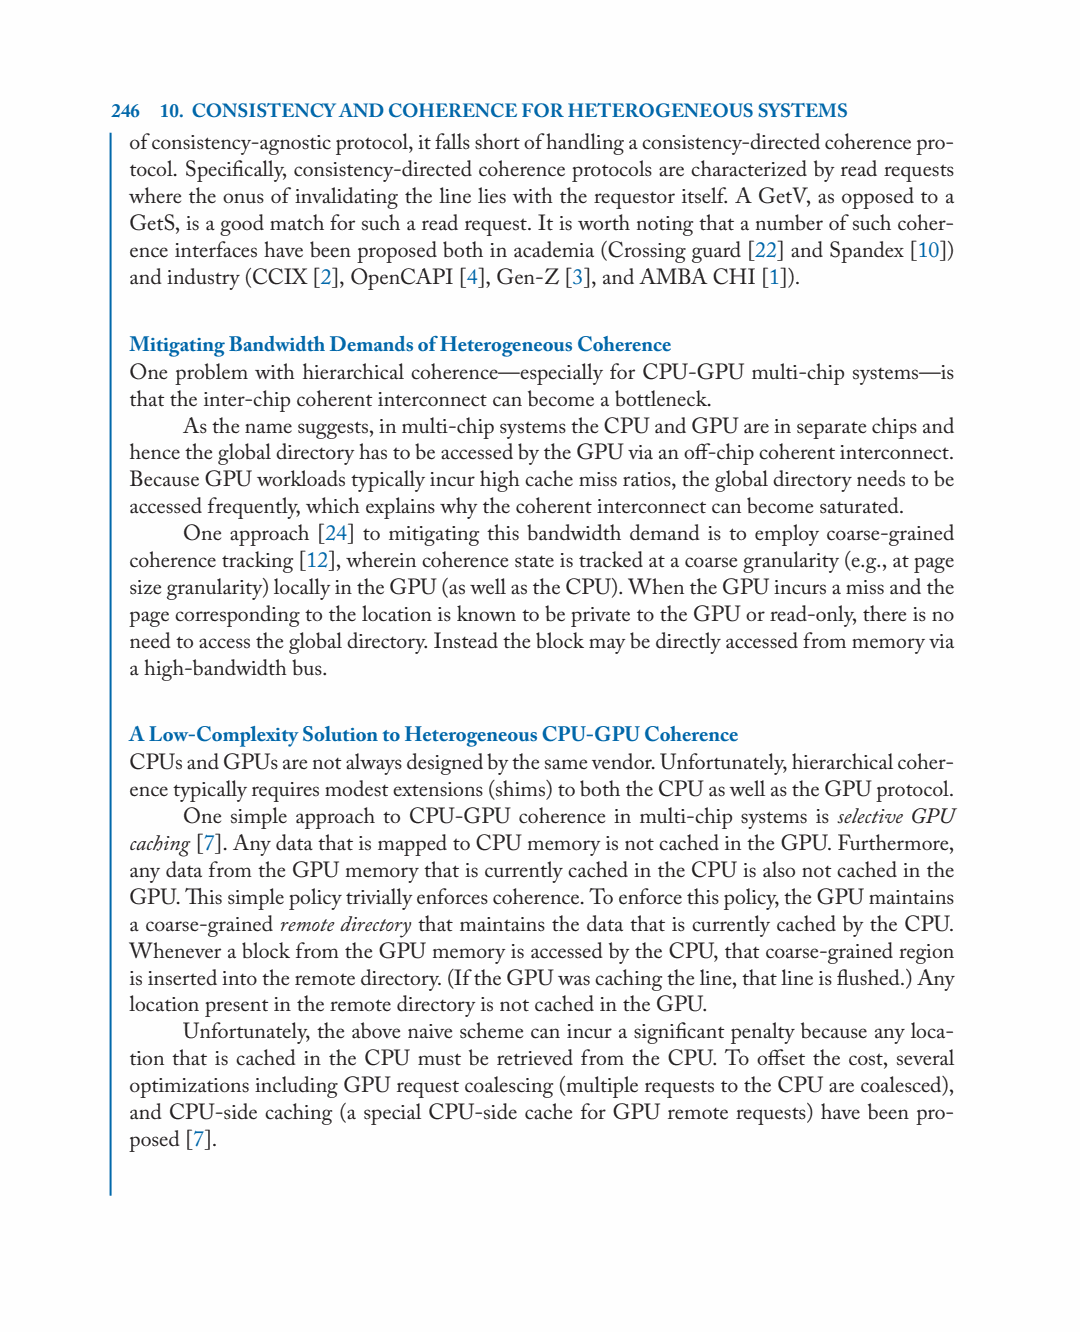 246 10. CONSISTENCY AND COHERENCE FOR HETEROGENEOUS SYSTEMS
of consistency-agnostic protocol, it falls short of handling a consistency-directed coherence pro-
tocol. Specifically, consistency-directed coherence protocols are characterized by read requests
where the onus of invalidating the line lies with the requestor itself. A GetV, as opposed to a
GetS, is a good match for such a read request. It is worth noting that a number of such coher-
ence interfaces have been proposed both in academia (Crossing guard [22] and Spandex [10])
and industry (CCIX [2], OpenCAPI [4], Gen-Z [3], and AMBA CHI [1]).
Mitigating Bandwidth Demands of Heterogeneous Coherence
One problem with hierarchical coherence—especially for CPU-GPU multi-chip systems—is
that the inter-chip coherent interconnect can become a bottleneck.
As the name suggests, in multi-chip systems the CPU and GPU are in separate chips and
hence the global directory has to be accessed by the GPU via an off-chip coherent interconnect.
Because GPU workloads typically incur high cache miss ratios, the global directory needs to be
accessed frequently, which explains why the coherent interconnect can become saturated.
One approach [24] to mitigating this bandwidth demand is to employ coarse-grained
coherence tracking [12], wherein coherence state is tracked at a coarse granularity (e.g., at page
size granularity) locally in the GPU (as well as the CPU). When the GPU incurs a miss and the
page corresponding to the location is known to be private to the GPU or read-only, there is no
need to access the global directory. Instead the block may be directly accessed from memory via
a high-bandwidth bus.
A Low-Complexity Solution to Heterogeneous CPU-GPU Coherence
CPUs and GPUs are not always designed by the same vendor. Unfortunately, hierarchical coher-
ence typically requires modest extensions (shims) to both the CPU as well as the GPU protocol.
One simple approach to CPU-GPU coherence in multi-chip systems is selective GPU
caching [7]. Any data that is mapped to CPU memory is not cached in the GPU. Furthermore,
any data from the GPU memory that is currently cached in the CPU is also not cached in the
GPU. This simple policy trivially enforces coherence. To enforce this policy, the GPU maintains
a coarse-grained remote directory that maintains the data that is currently cached by the CPU.
Whenever a block from the GPU memory is accessed by the CPU, that coarse-grained region
is inserted into the remote directory. (If the GPU was caching the line, that line is flushed.) Any
location present in the remote directory is not cached in the GPU.
Unfortunately, the above naive scheme can incur a significant penalty because any loca-
tion that is cached in the CPU must be retrieved from the CPU. To offset the cost, several
optimizations including GPU request coalescing (multiple requests to the CPU are coalesced),
and CPU-side caching (a special CPU-side cache for GPU remote requests) have been pro-
posed [7].